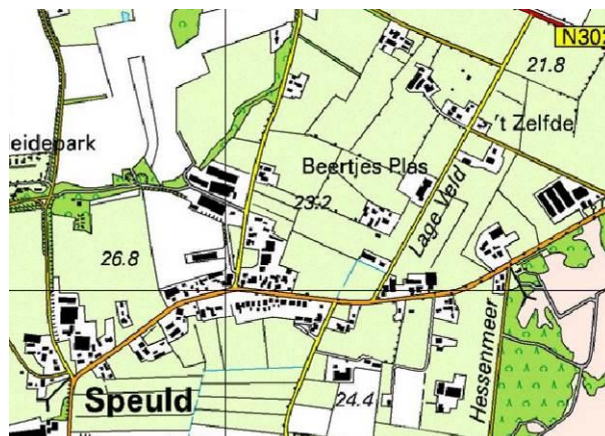 N302
21.8
't Zelfde
eidepark
Beertjes Plas
23.2
Lage Veld
26.8
Hessenmeer
Speuld
24.4